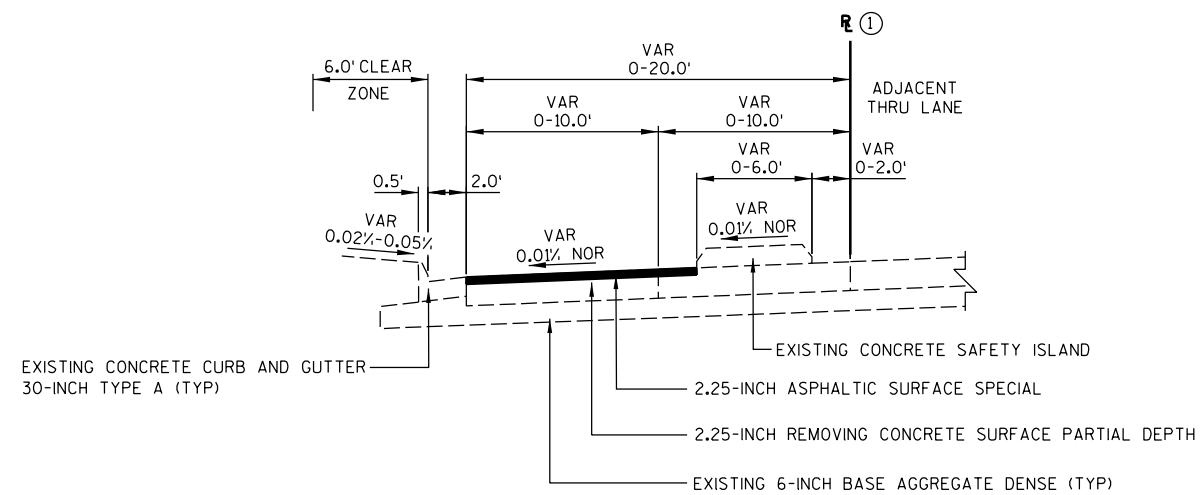 R 1
VAR
0-20.0'
6.0' CLEAR
ZONE
ADJACENT
THRU LANE
VAR
0-10.0'
VAR
0-10.0'
VAR
0-6.0'
VAR
0-2.0'
0.5'
2.0'
VAR
0.02%-0.05%
VAR
0.01% NOR
VAR
0.01% NOR
EXISTING CONCRETE CURB AND GUTTER
30-INCH TYPE A (TYP)
EXISTING CONCRETE SAFETY ISLAND
2.25-INCH ASPHALTIC SURFACE SPECIAL
2.25-INCH REMOVING CONCRETE SURFACE PARTIAL DEPTH
EXISTING 6-INCH BASE AGGREGATE DENSE (TYP)